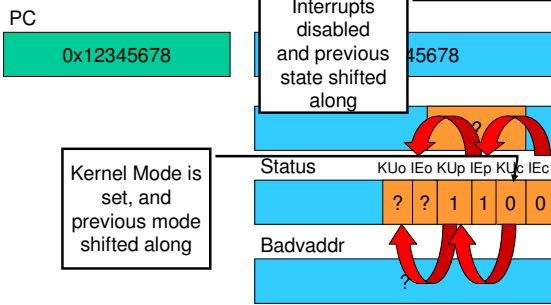 PC
0x12345678
Interrupts
disabled
and previous
state shifted
along
45678
?
Kernel Mode is
set, and
previous mode
shifted along
Status
KUo IEo KUp IEp KUc IEc
? ? 1 1 0 0
Badvaddr
?